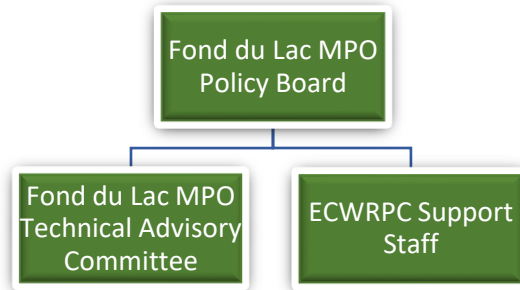 Fond du Lac MPO
Policy Board
Fond du Lac MPO
Technical Advisory
Committee
ECWRPC Support
Staff